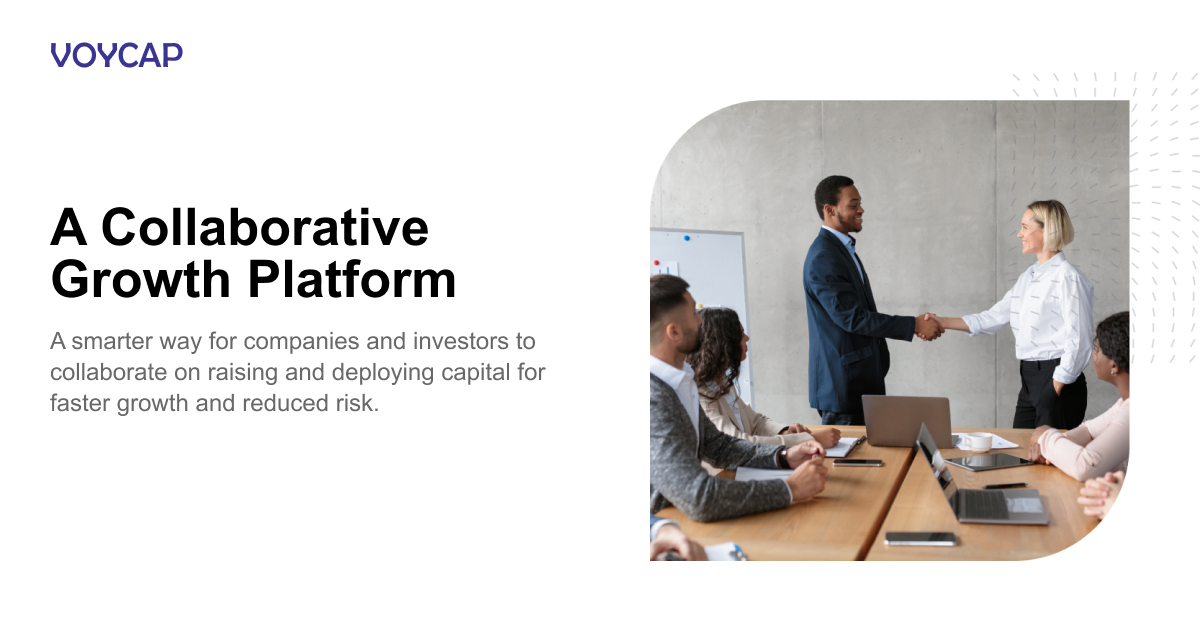 VOYCAP
A Collaborative
Growth Platform
A smarter way for companies and investors to
collaborate on raising and deploying capital for
faster growth and reduced risk.